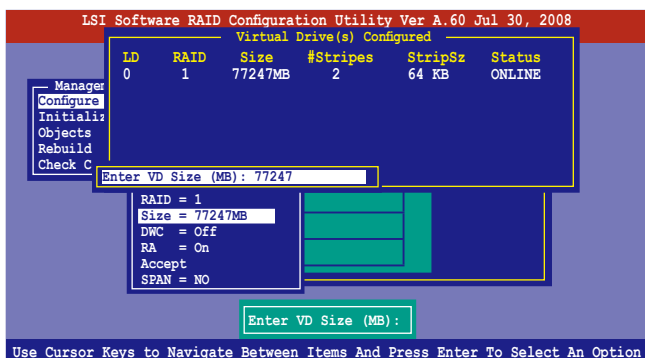 LSI Software RAID Configuration Utility Ver A.60 Jul 30, 2008
Virtual Drive(s) Configured
LD RAID Size #Stripes StripSz Status
0 1 77247MB 2 64 KB ONLINE
Managem
Configure
Initializ
Objects
Rebuild
Check C
Enter VD Size (MB): 77247
RAID = 1
Size = 77247MB
DWC = Off
RA = On
Accept
SPAN = NO
Enter VD Size (MB):
Use Cursor Keys to Navigate Between Items And Press Enter To Select An Option